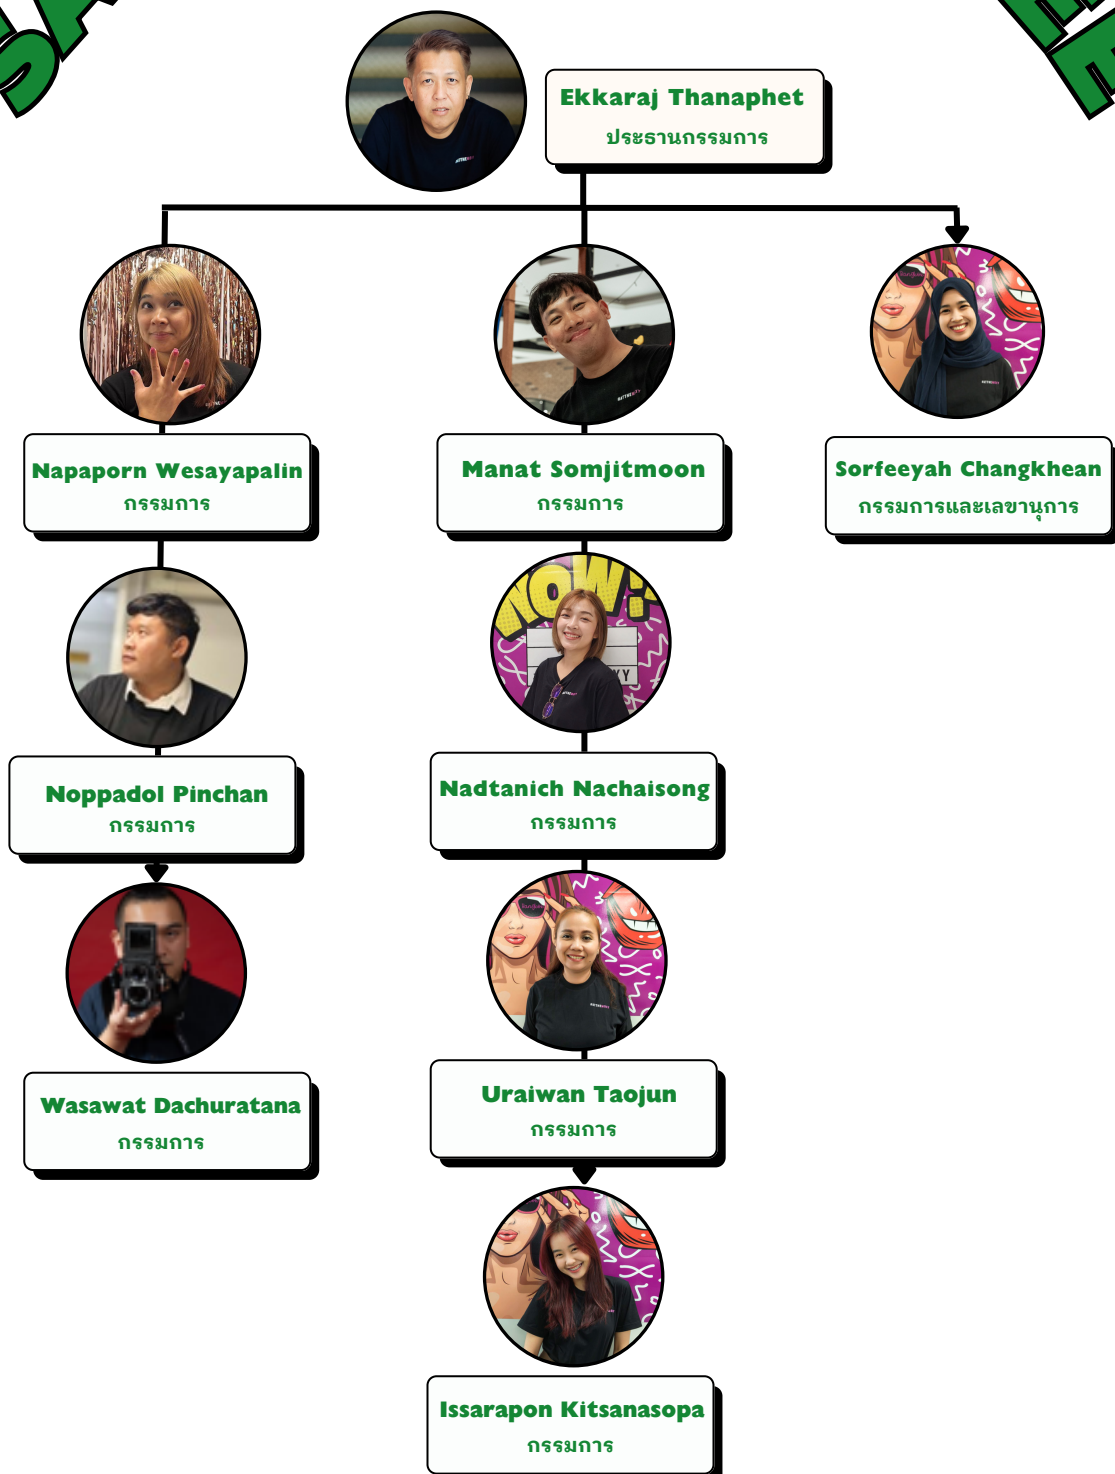 Ekkaraj Thanaphet
ประธานกรรมการ
Napaporn Wesayapalin
กรรมการ
Manat Somjitmoon
กรรมการ
Sorfeeyah Changkhean
กรรมการและเลขานุการ
Noppadol Pinchan
กรรมการ
Nadtanich Nachaisong
กรรมการ
Wasawat Dachuratana
กรรมการ
Uraiwan Taojun
กรรมการ
Issarapon Kitsanasopa
กรรมการ